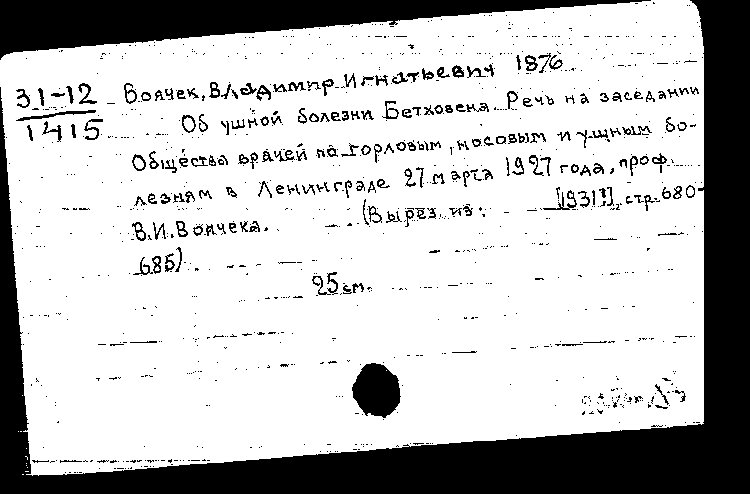 31-12
1415
Воячек, Владимир Игнатьевич 1876
Об ушной болезни Бетховена. Речь на заседании
Общества врачей по горловым, носовым и ушным бо-
лезням в Ленинграде 27 марта 1927 года, проф.
В.И. Воячека. (Вырез. из: [1931?], стр. 680-
685).
25 см.